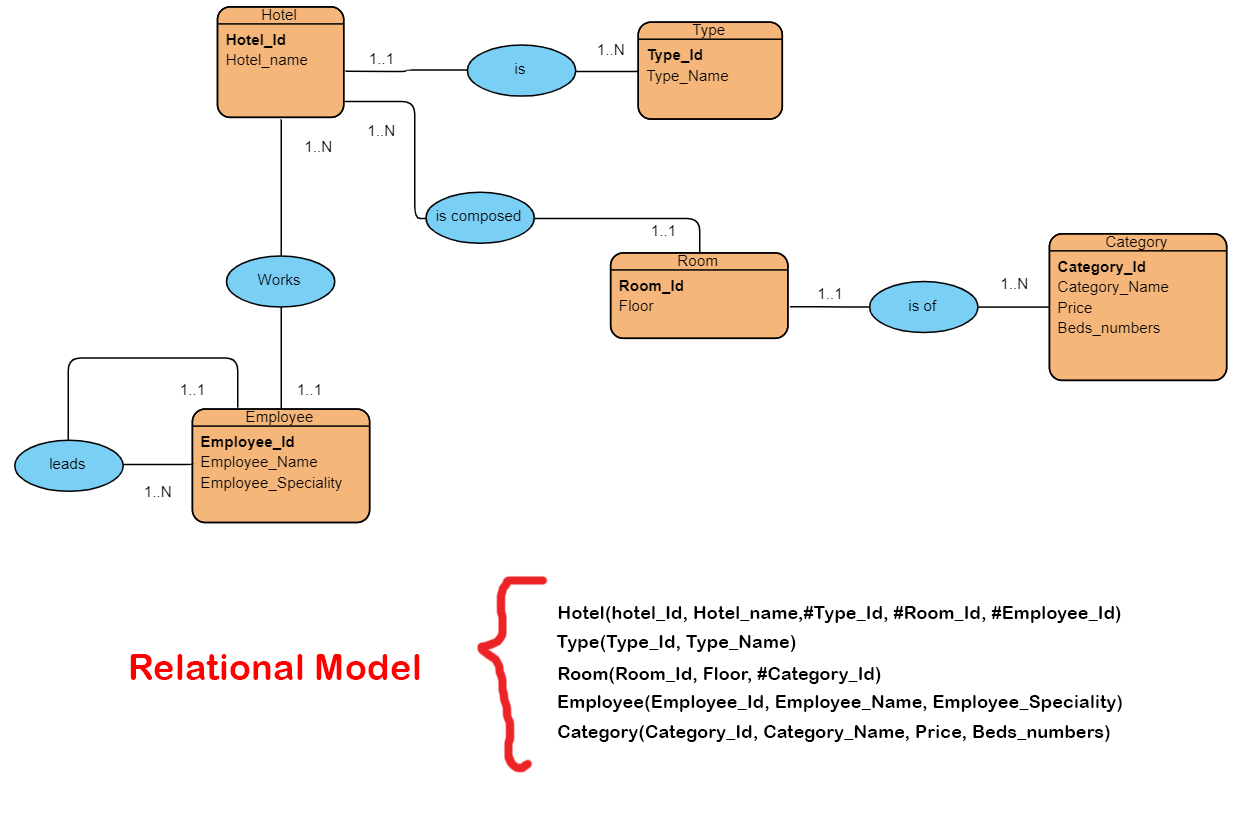 Hotel
Hotel_Id
Hotel_name
1..1
is
1..N
Type
Type_Id
Type_Name
1..N
1..N
is composed
1..1
Room
Room_Id
Floor
1..1
is of
1..N
Category
Category_Id
Category_Name
Price
Beds_numbers
Works
1..1
1..1
Employee
Employee_Id
Employee_Name
Employee_Speciality
leads
1..N
Relational Model
Hotel(hotel_Id, Hotel_name,#Type_Id, #Room_Id, #Employee_Id)
Type(Type_Id, Type_Name)
Room(Room_Id, Floor, #Category_Id)
Employee(Employee_Id, Employee_Name, Employee_Speciality)
Category(Category_Id, Category_Name, Price, Beds_numbers)